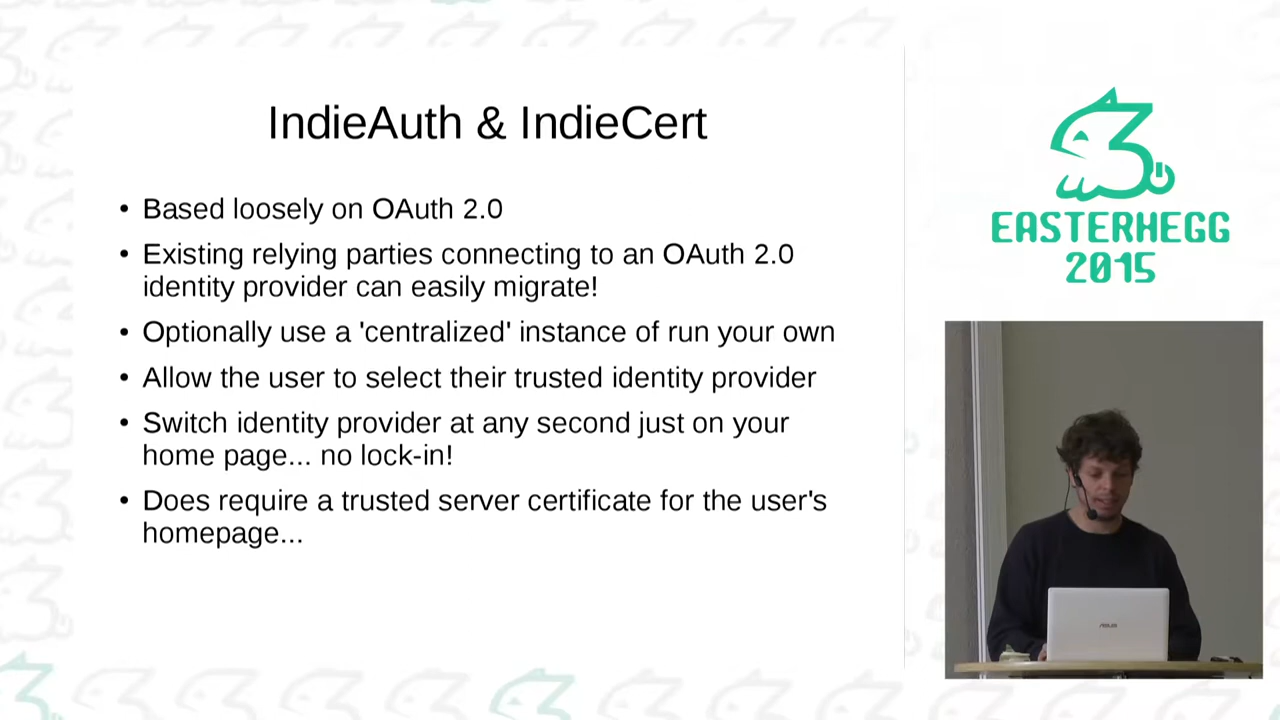 IndieAuth & IndieCert
• Based loosely on OAuth 2.0
• Existing relying parties connecting to an OAuth 2.0
identity provider can easily migrate!
• Optionally use a 'centralized' instance of run your own
• Allow the user to select their trusted identity provider
• Switch identity provider at any second just on your
home page... no lock-in!
• Does require a trusted server certificate for the user's
homepage...
EASTERHEGG
2015
ASUS